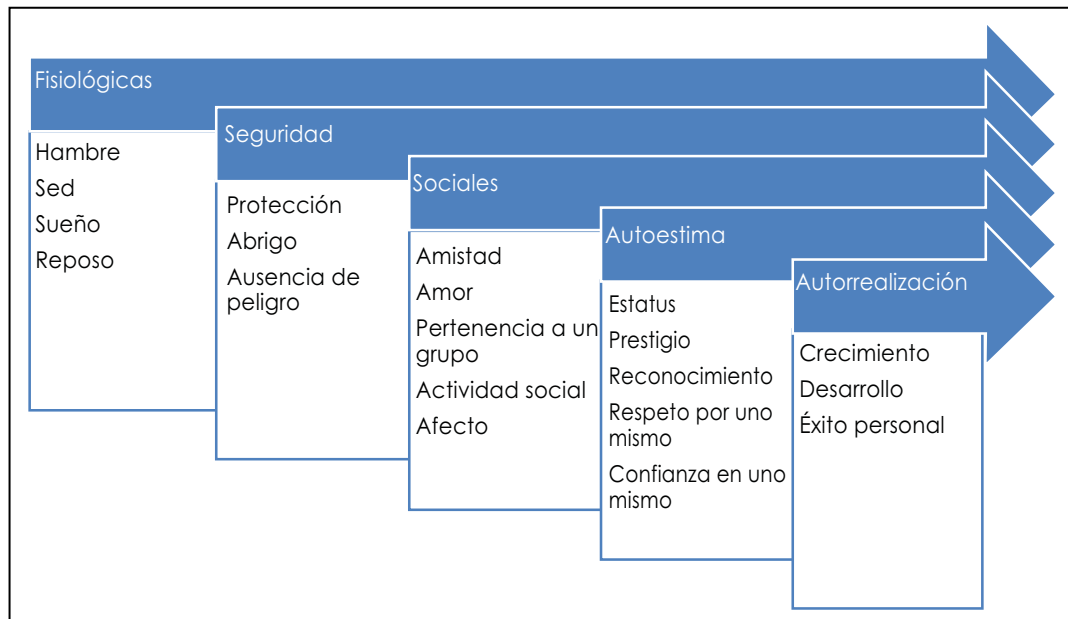 Fisiológicas
Hambre
Sed
Sueño
Reposo
Seguridad
Protección
Abrigo
Ausencia de
peligro
Sociales
Amistad
Amor
Pertenencia a un
grupo
Actividad social
Afecto
Autoestima
Estatus
Prestigio
Reconocimiento
Respeto por uno
mismo
Confianza en uno
mismo
Autorrealización
Crecimiento
Desarrollo
Éxito personal